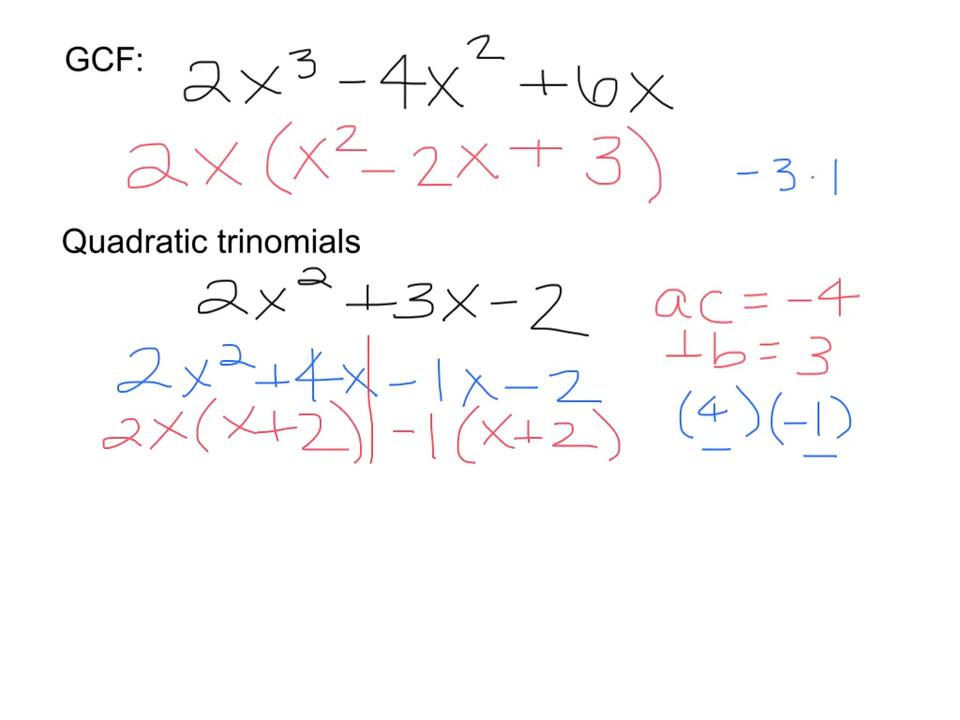 GCF: 2x³ - 4x² + 6x
2x(x² - 2x + 3) -3·1
Quadratic trinomials
2x² + 3x - 2 ac = -4
+b = 3
2x² + 4x | - 1x - 2
2x(x+2) | - 1(x+2) (4)(-1)